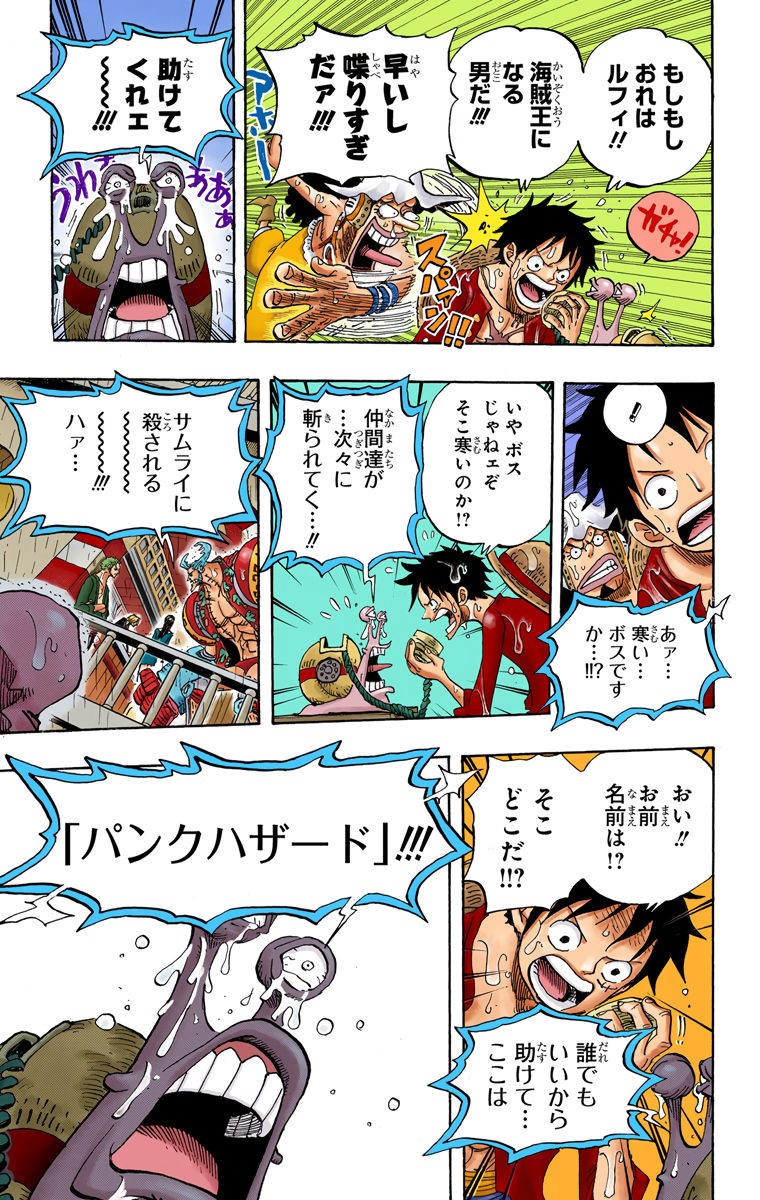 もしもし
おれは
ルフィ!!
海賊王に
なる
男だ!!!
ガチャ!
早いし
喋りすぎ
だァ!!!
アホー
スパァン!!
助けて
くれェ
〜〜〜!!!
うわぁ
あああぁ
!
あァ…
寒い…
ボスです
か…!!?
いや ボス
じゃねェぞ
そこ寒いのか!?
仲間達が
…次々に
斬られてく…!!
サムライに
殺される
〜〜〜〜
ハァ…〜〜!!!
おい!!
お前
名前は!?
そこ
どこだ!!?
誰でも
いいから
助けて…
ここは
「パンクハザード」!!!